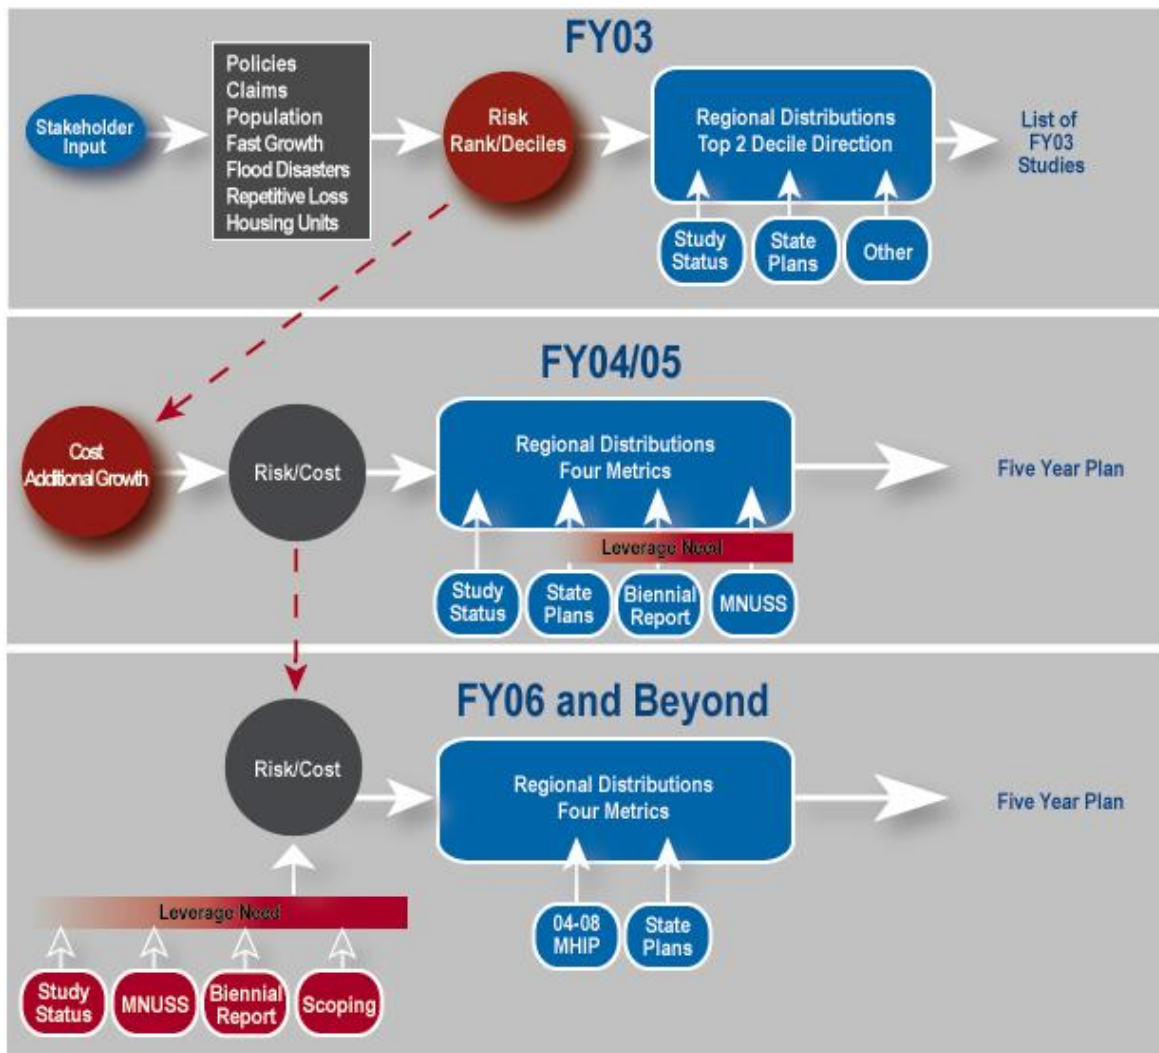 FY03
Stakeholder
Input
Policies
Claims
Population
Fast Growth
Flood Disasters
Repetitive Loss
Housing Units
Risk
Rank/Deciles
Regional Distributions
Top 2 Decile Direction
List of
FY03
Studies
Study
Status
State
Plans
Other
FY04/05
Cost
Additional Growth
Risk/Cost
Regional Distributions
Four Metrics
Five Year Plan
Leverage Need
Study
Status
State
Plans
Biennial
Report
MNUSS
FY06 and Beyond
Risk/Cost
Regional Distributions
Four Metrics
Five Year Plan
Leverage Need
04-08
MHIP
State
Plans
Study
Status
MNUSS
Biennial
Report
Scoping